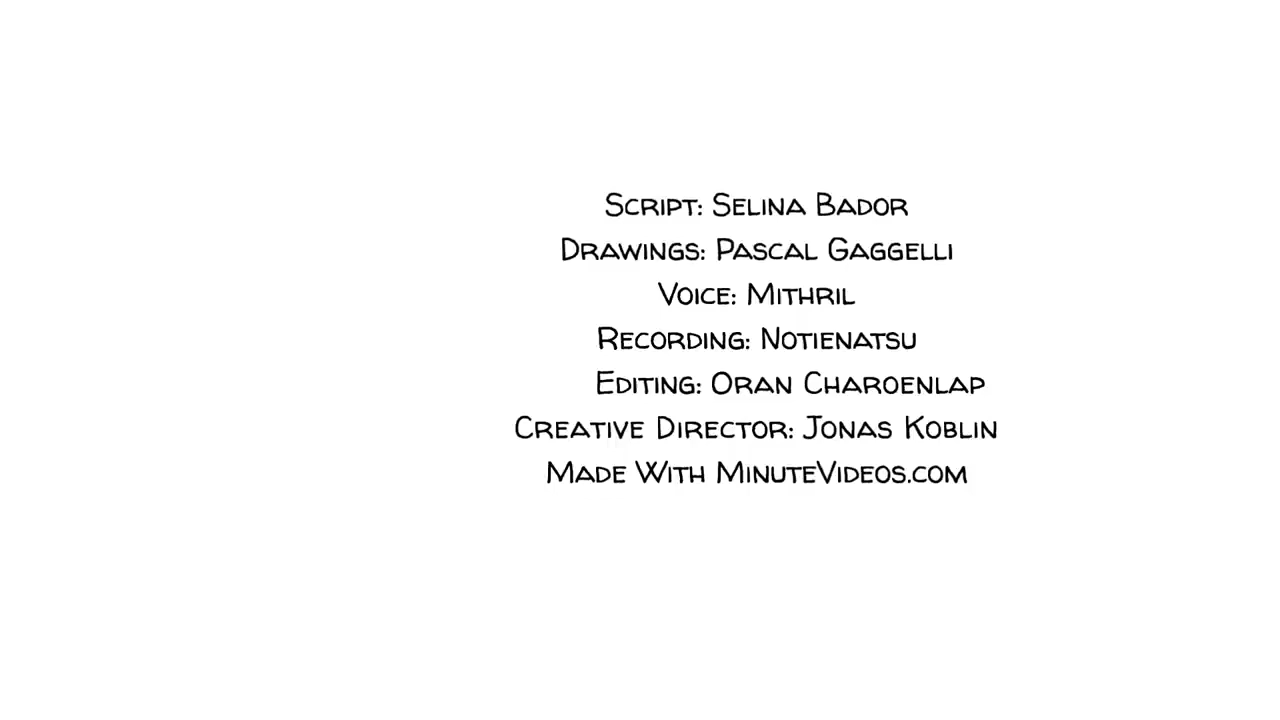 Script: Selina Bador
Drawings: Pascal Gaggelli
Voice: Mithril
Recording: Notienatsu
Editing: Oran Charoenlap
Creative Director: Jonas Koblin
Made With MinuteVideos.com